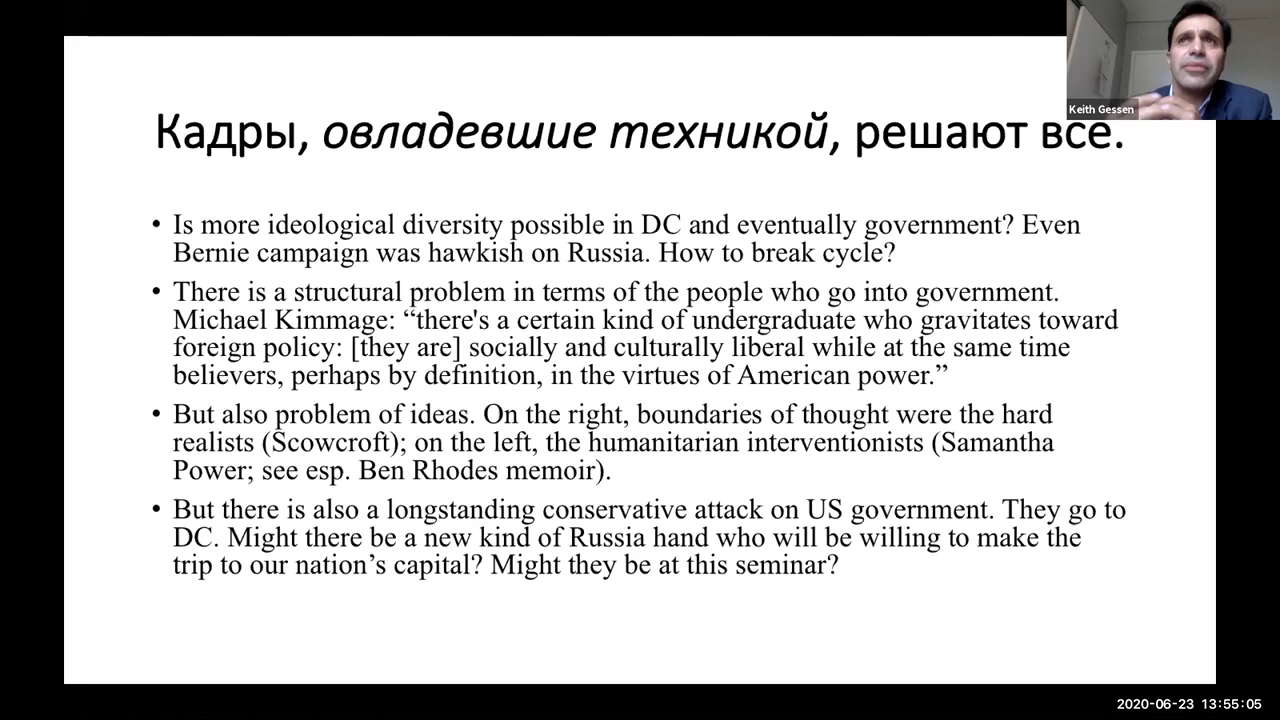 Keith Gessen
Кадры, овладевшие техникой, решают все.
• Is more ideological diversity possible in DC and eventually government? Even
Bernie campaign was hawkish on Russia. How to break cycle?
• There is a structural problem in terms of the people who go into government.
Michael Kimmage: “there's a certain kind of undergraduate who gravitates toward
foreign policy: [they are] socially and culturally liberal while at the same time
believers, perhaps by definition, in the virtues of American power.”
• But also problem of ideas. On the right, boundaries of thought were the hard
realists (Scowcroft); on the left, the humanitarian interventionists (Samantha
Power; see esp. Ben Rhodes memoir).
• But there is also a longstanding conservative attack on US government. They go to
DC. Might there be a new kind of Russia hand who will be willing to make the
trip to our nation’s capital? Might they be at this seminar?
2020-06-23 13:55:05